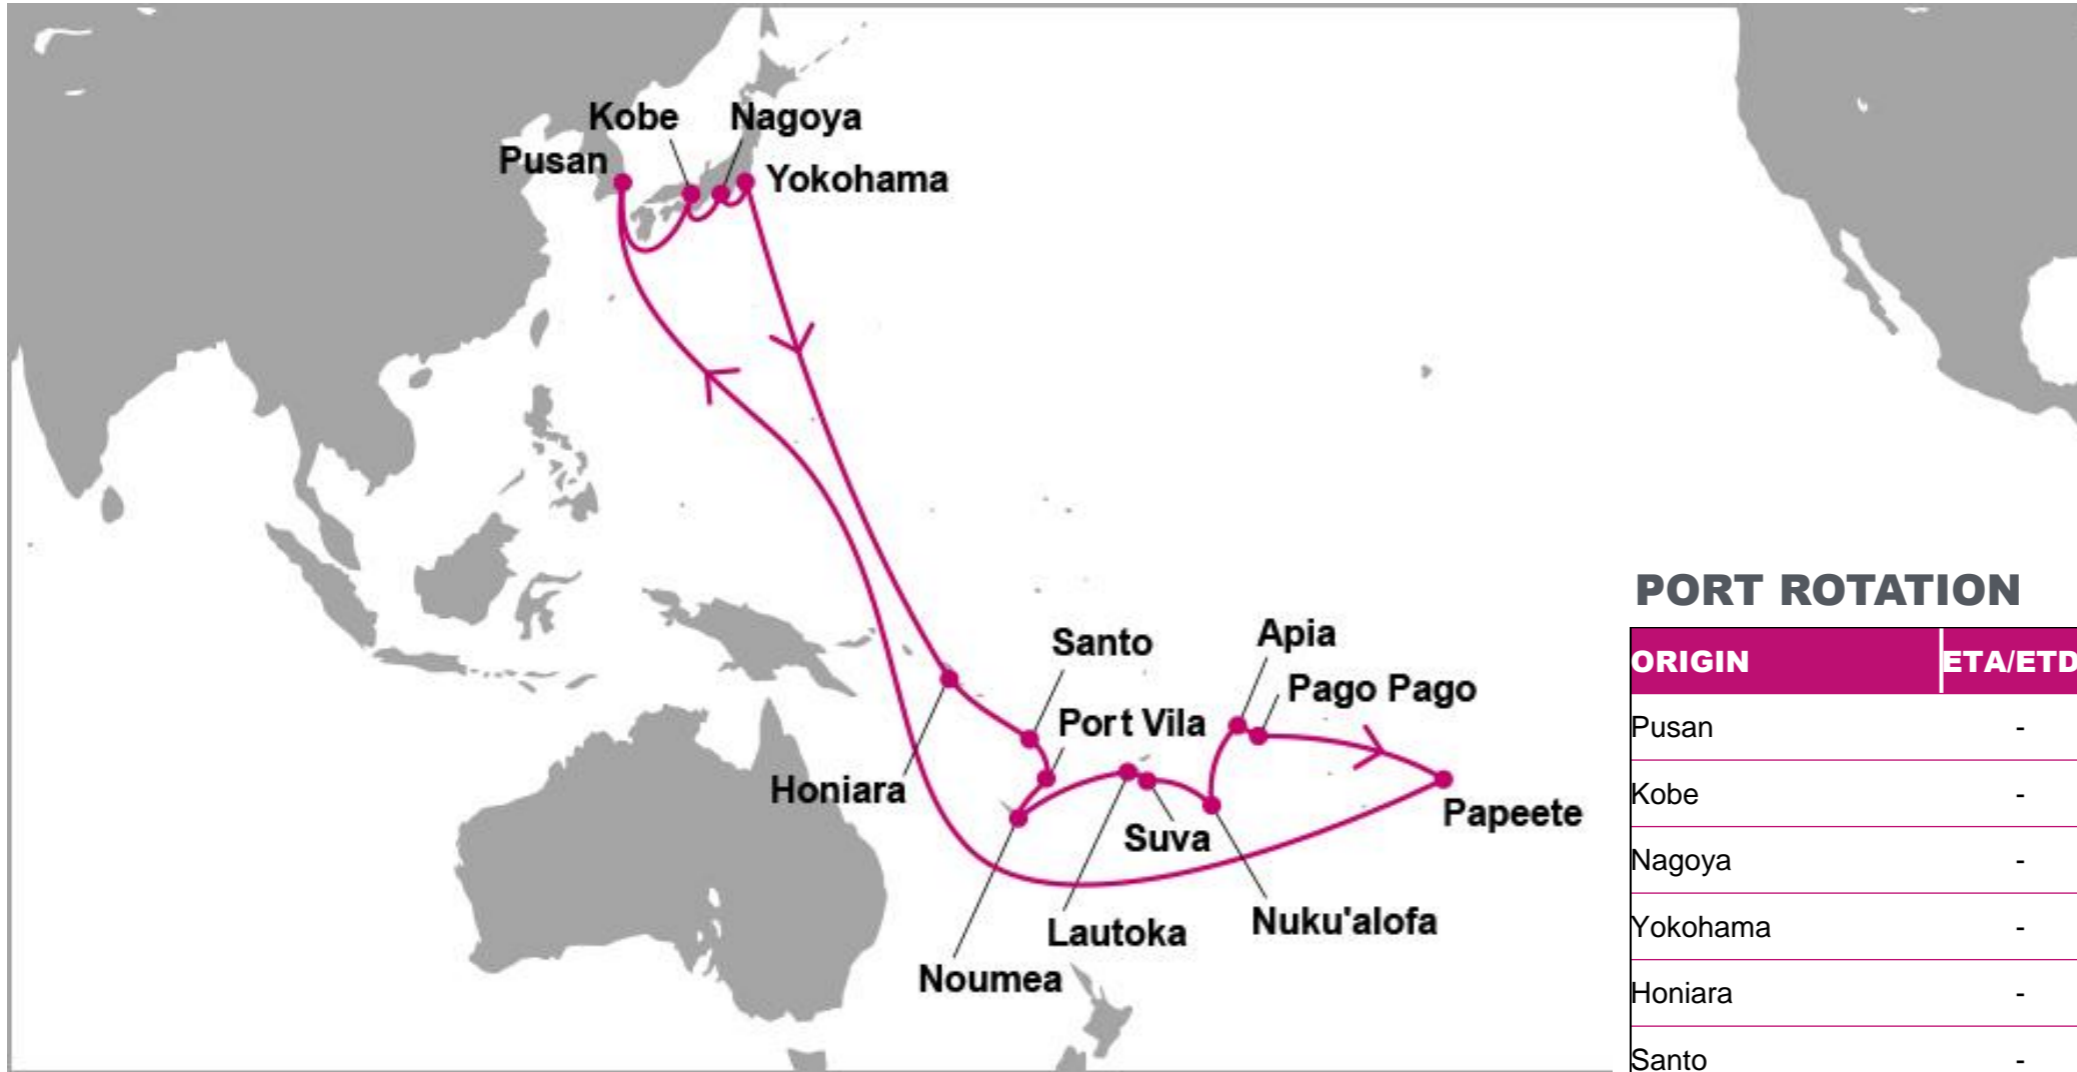 Kobe
Nagoya
Pusan
Yokohama
Santo
Apia
Pago Pago
Port Vila
Honiara
Suva
Papeete
Lautoka
Nuku'alofa
Noumea
PORT ROTATION
ORIGIN ETA/ETD
Pusan -
Kobe -
Nagoya -
Yokohama -
Honiara -
Santo -